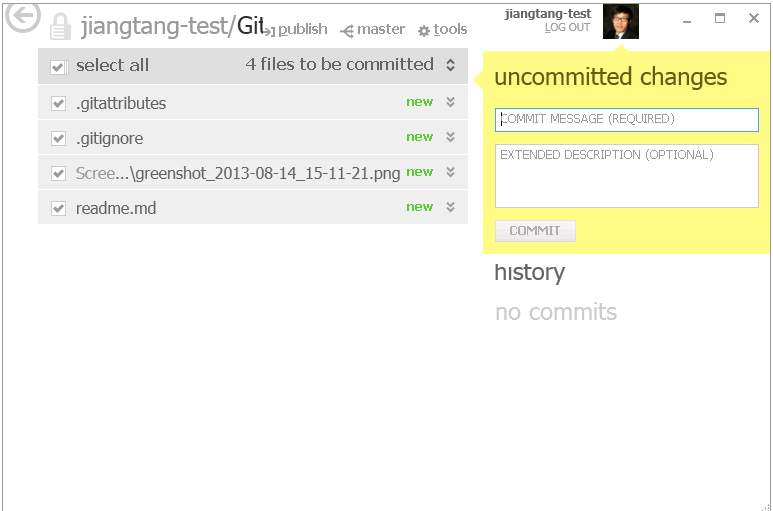 jiangtang-test/Git
publish
master
tools
jiangtang-test
LOG OUT
select all
4 files to be committed
.gitattributes
new
.gitignore
new
Scree...\greenshot_2013-08-14_15-11-21.png
new
readme.md
new
uncommitted changes
COMMIT MESSAGE (REQUIRED)
EXTENDED DESCRIPTION (OPTIONAL)
COMMIT
history
no commits